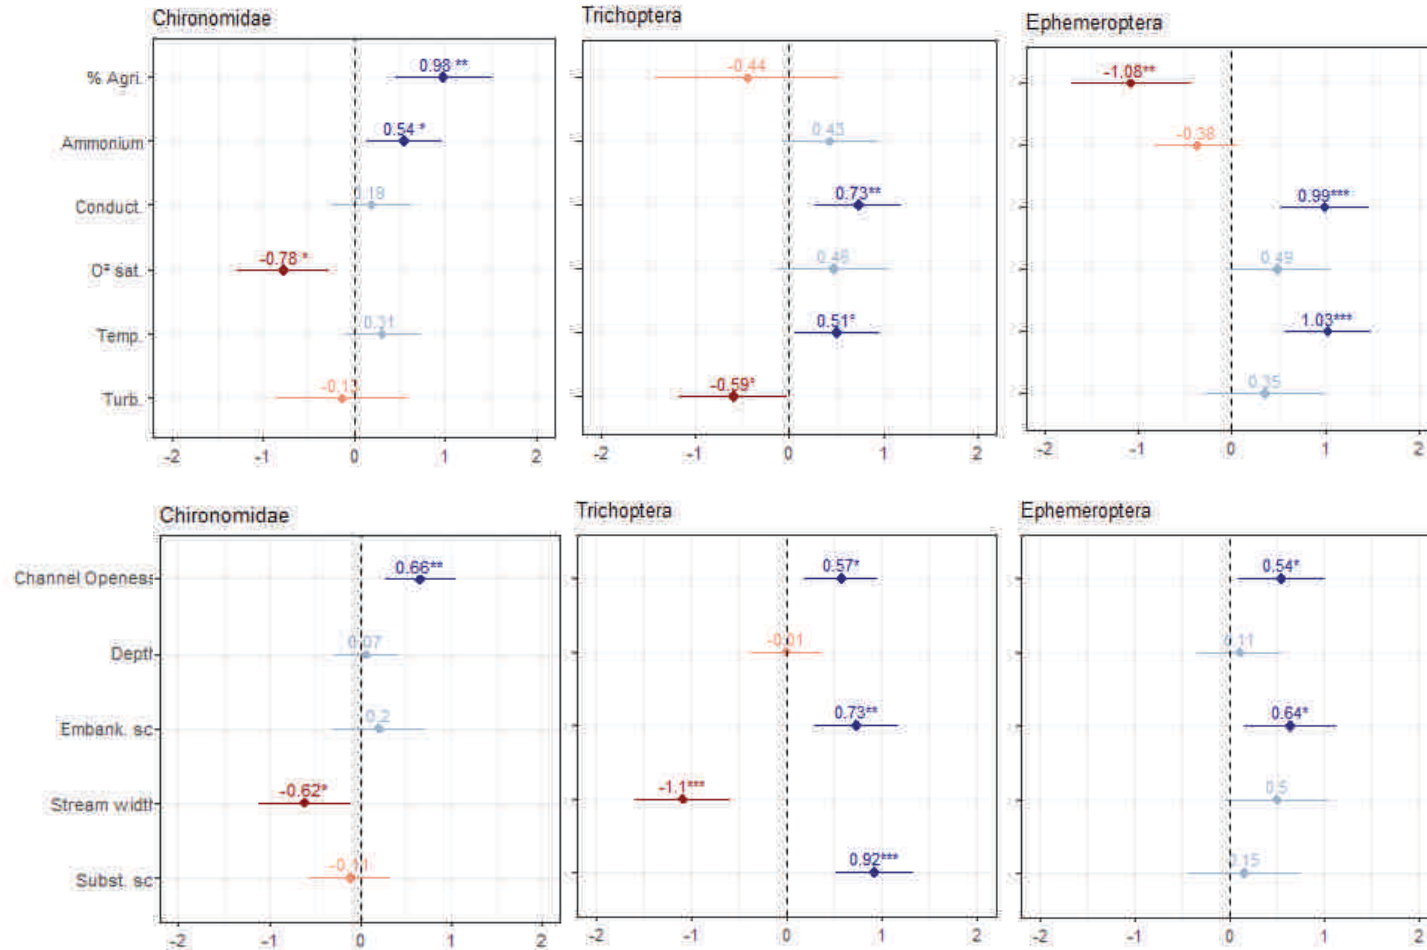 Chironomidae
Trichoptera
Ephemeroptera
% Agri.
0.98 **
-0.44
-1.08**
Ammonium
0.54 *
0.43
-0.38
Conduct.
0.18
0.73**
0.99***
O² sat.
-0.78 *
0.46
0.49
Temp.
0.31
0.51*
1.03***
Turb.
-0.13
-0.59*
0.35
-2 -1 0 1 2
-2 -1 0 1 2
-2 -1 0 1 2
Chironomidae
Trichoptera
Ephemeroptera
Channel Openess
0.66**
0.57*
0.54*
Depth
0.07
-0.01
0.11
Embank. sc
0.2
0.73**
0.64*
Stream width
-0.62*
-1.1***
0.5
Subst. sc
-0.11
0.92***
0.15
-2 -1 0 1 2
-2 -1 0 1 2
-2 -1 0 1 2